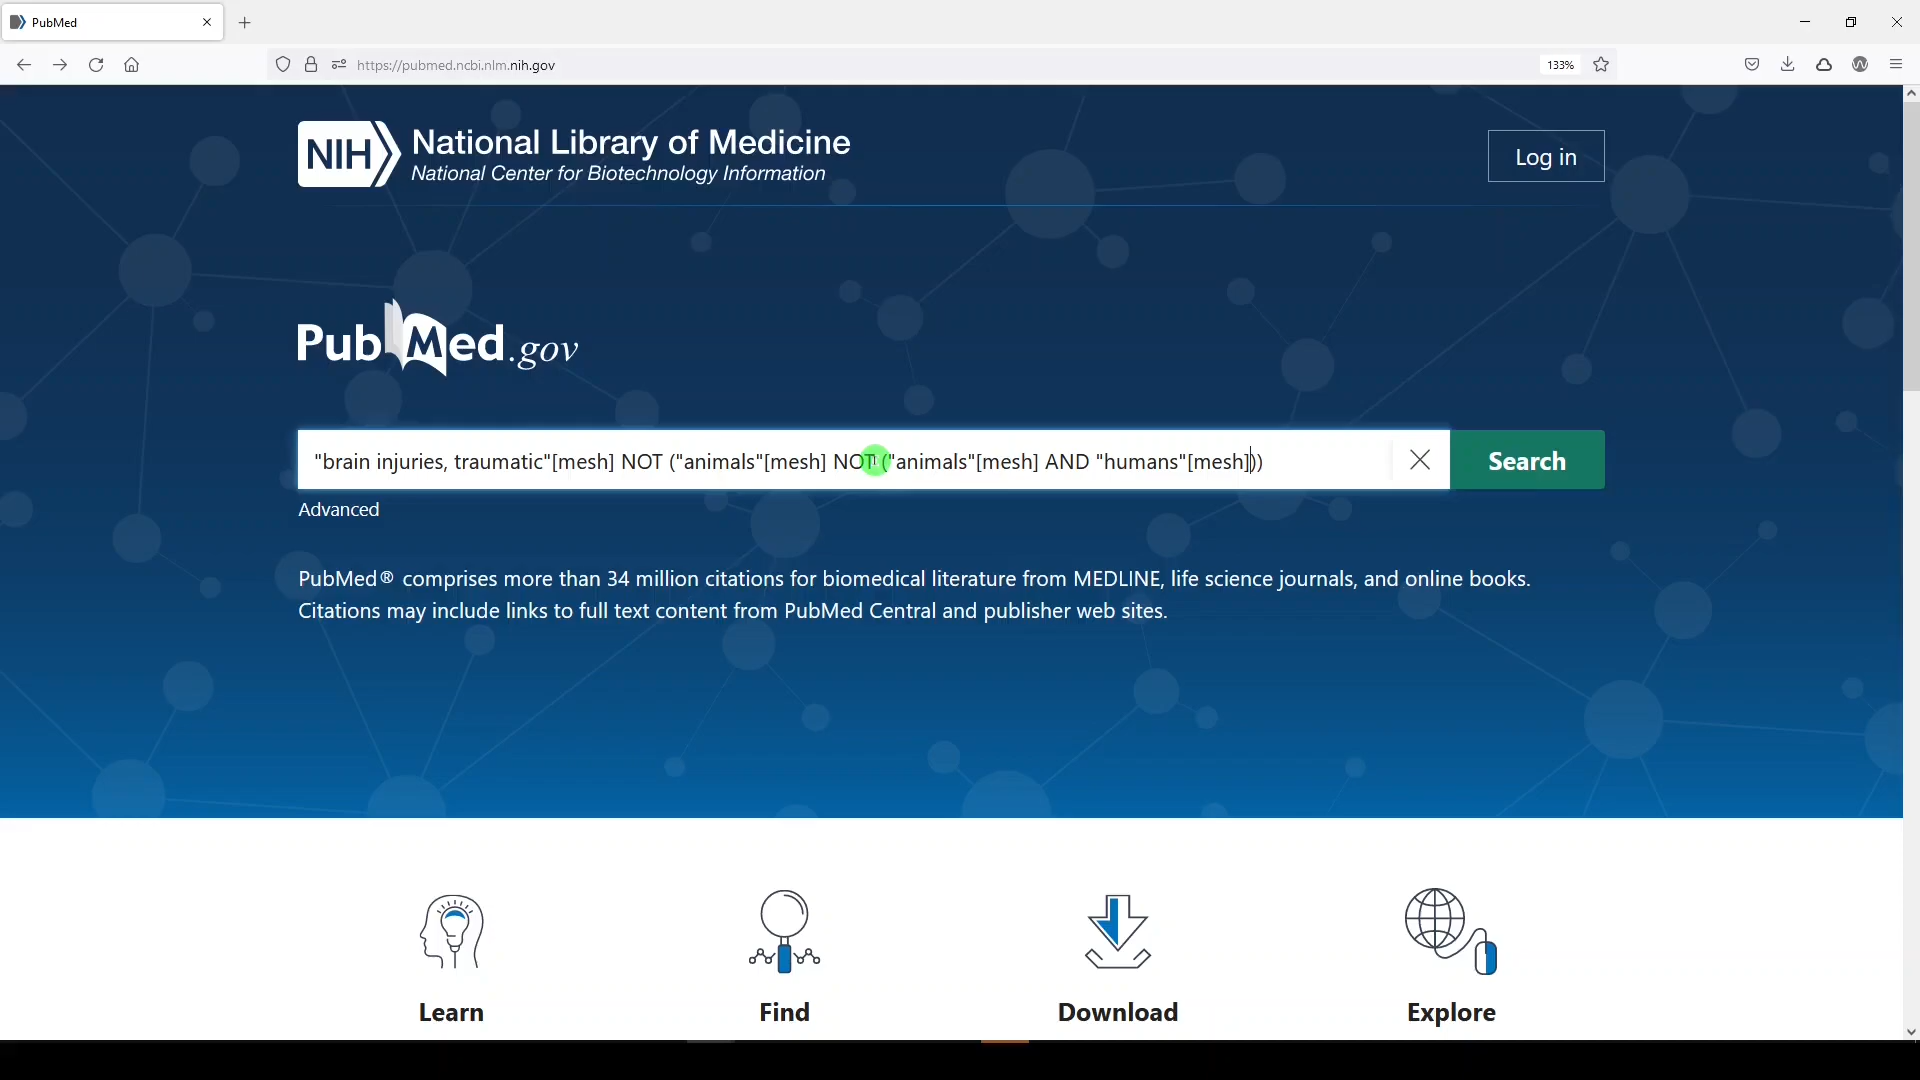 PubMed
https://pubmed.ncbi.nlm.nih.gov
133%
NIH
National Library of Medicine
National Center for Biotechnology Information
Log in
PubMed.gov
"brain injuries, traumatic"[mesh] NOT ("animals"[mesh] NOT ("animals"[mesh] AND "humans"[mesh]))
Search
Advanced
PubMed® comprises more than 34 million citations for biomedical literature from MEDLINE, life science journals, and online books.
Citations may include links to full text content from PubMed Central and publisher web sites.
Learn
Find
Download
Explore